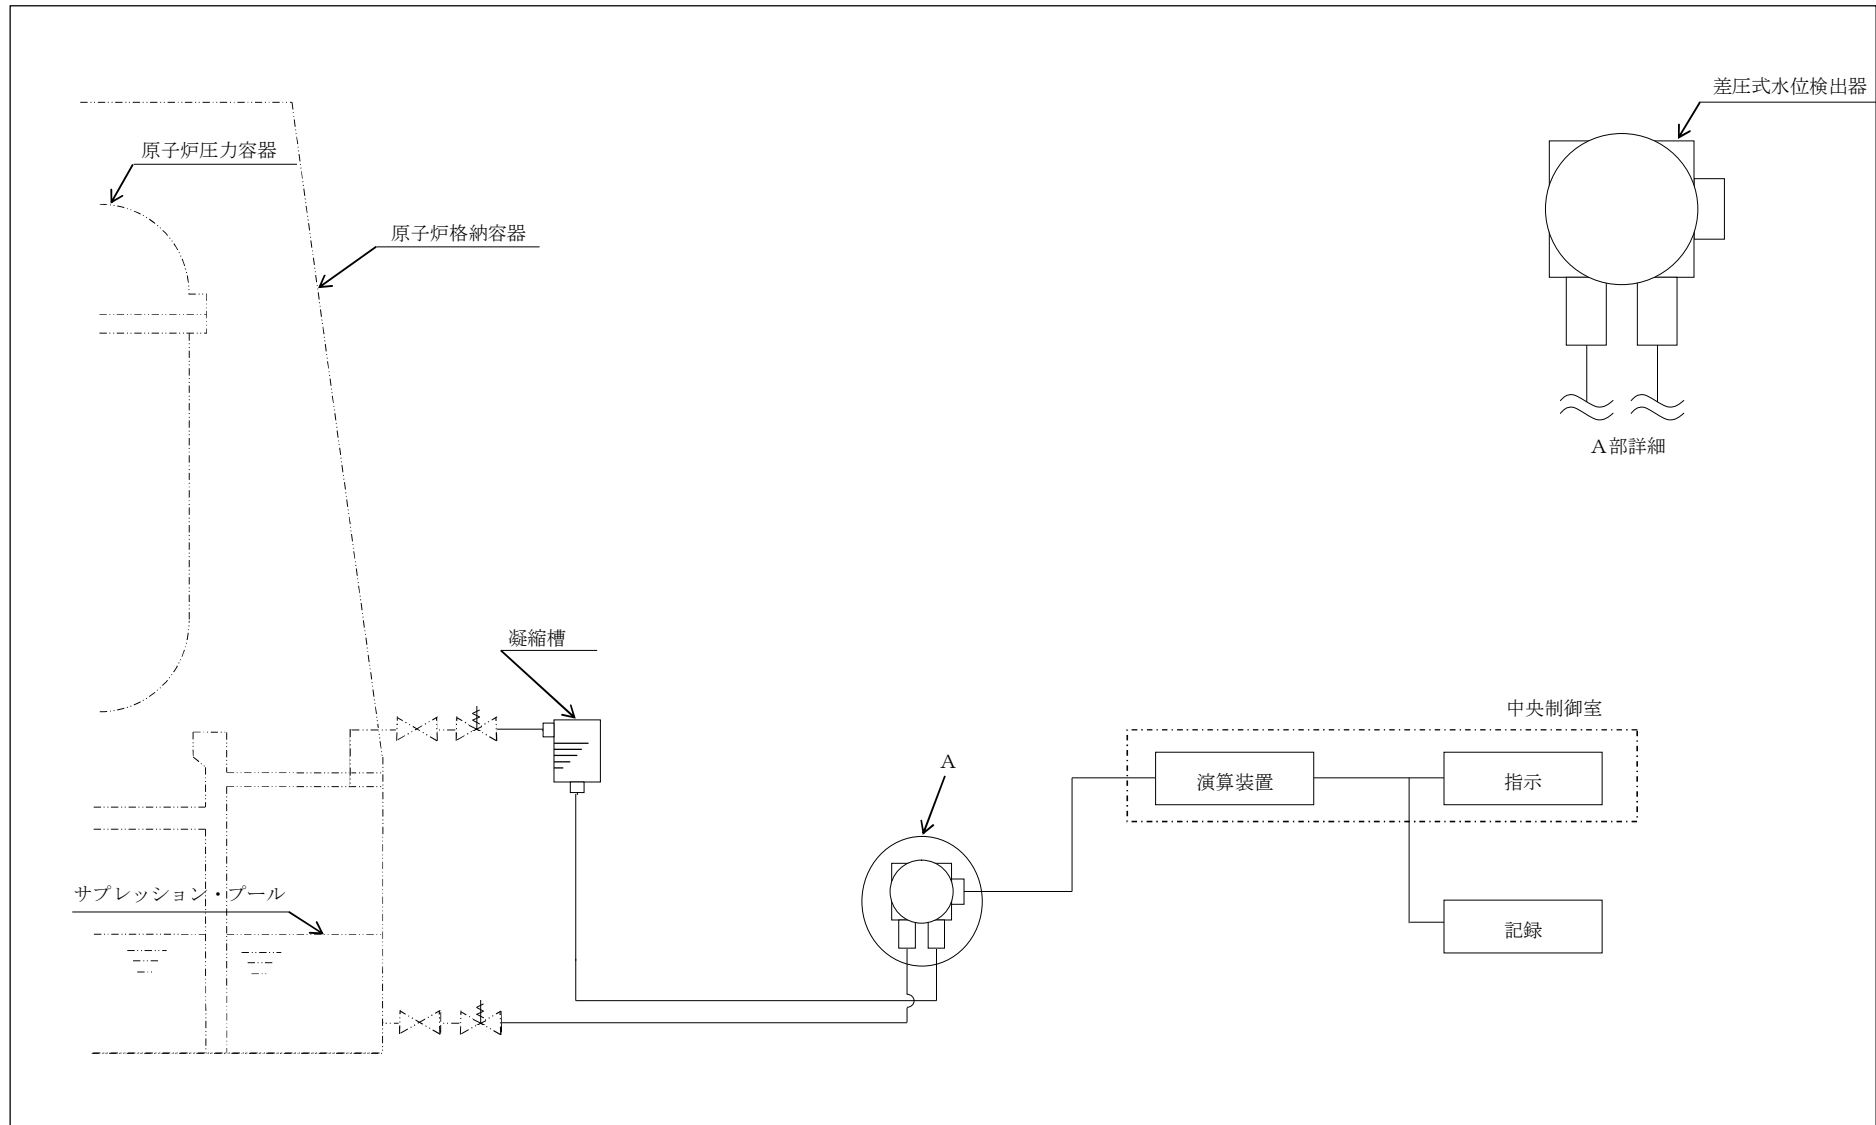 差圧式水位検出器
原子炉圧力容器
原子炉格納容器
A部詳細
凝縮槽
中央制御室
A
演算装置
指示
サプレッション・プール
記録